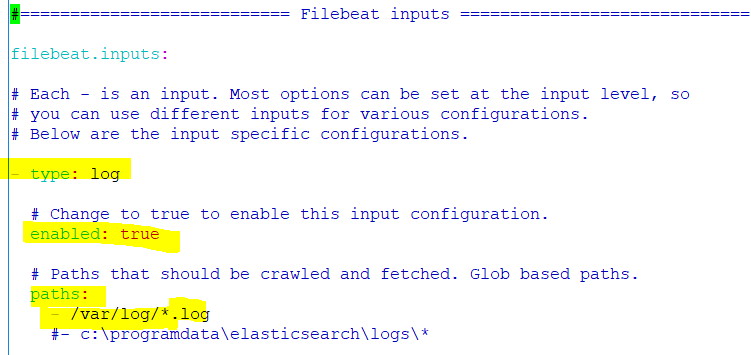 #=========================== Filebeat inputs =============================
filebeat.inputs:
# Each - is an input. Most options can be set at the input level, so
# you can use different inputs for various configurations.
# Below are the input specific configurations.
- type: log
# Change to true to enable this input configuration.
enabled: true
# Paths that should be crawled and fetched. Glob based paths.
paths:
- /var/log/*.log
#- c:\programdata\elasticsearch\logs\*